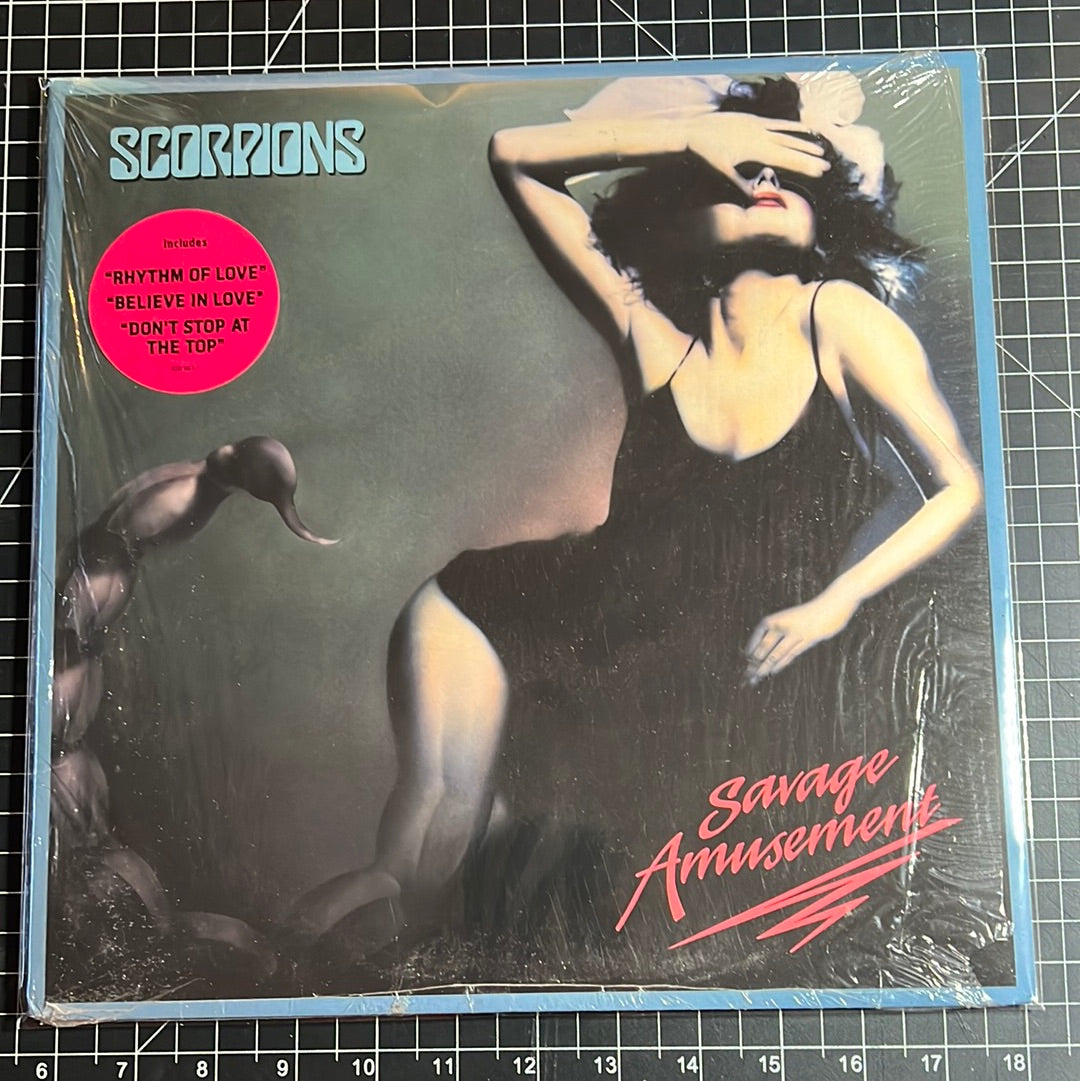 SCORPIONS
includes
"RHYTHM OF LOVE"
"BELIEVE IN LOVE"
"DON'T STOP AT
THE TOP"
Savage
Amusement
6 7 8 9 10 11 12 13 14 15 16 17 18